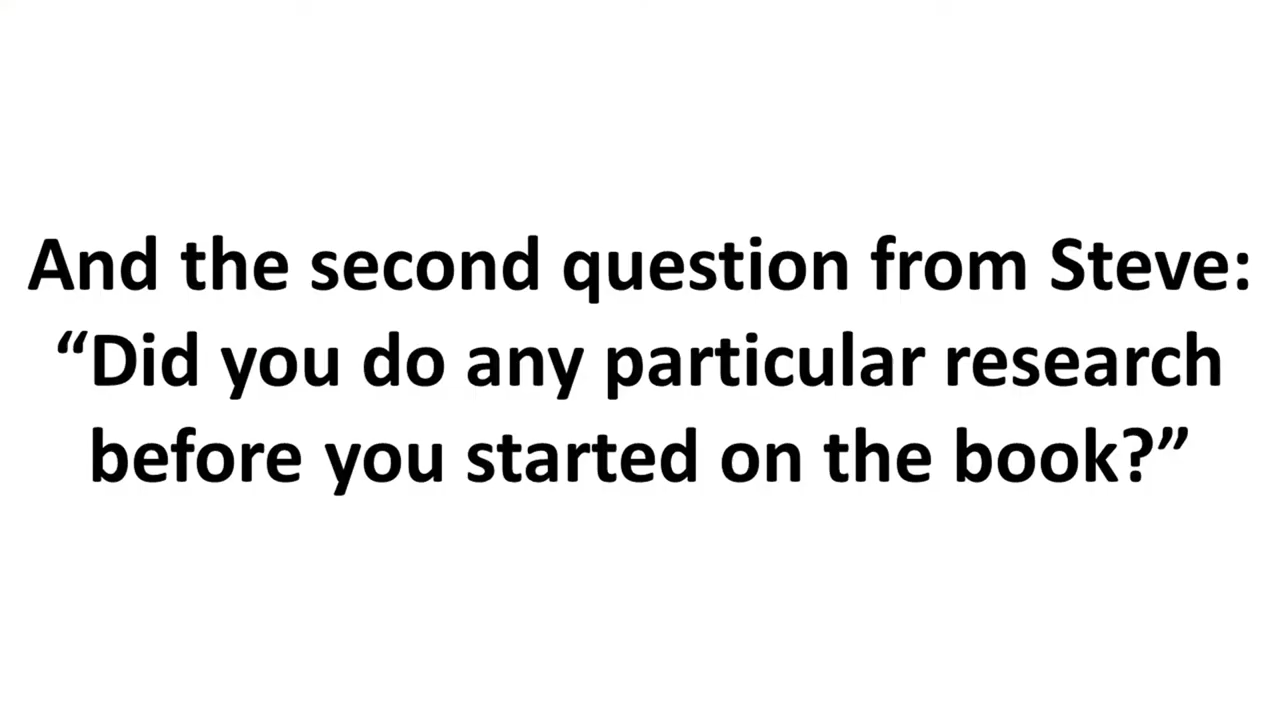 And the second question from Steve:
“Did you do any particular research
before you started on the book?”